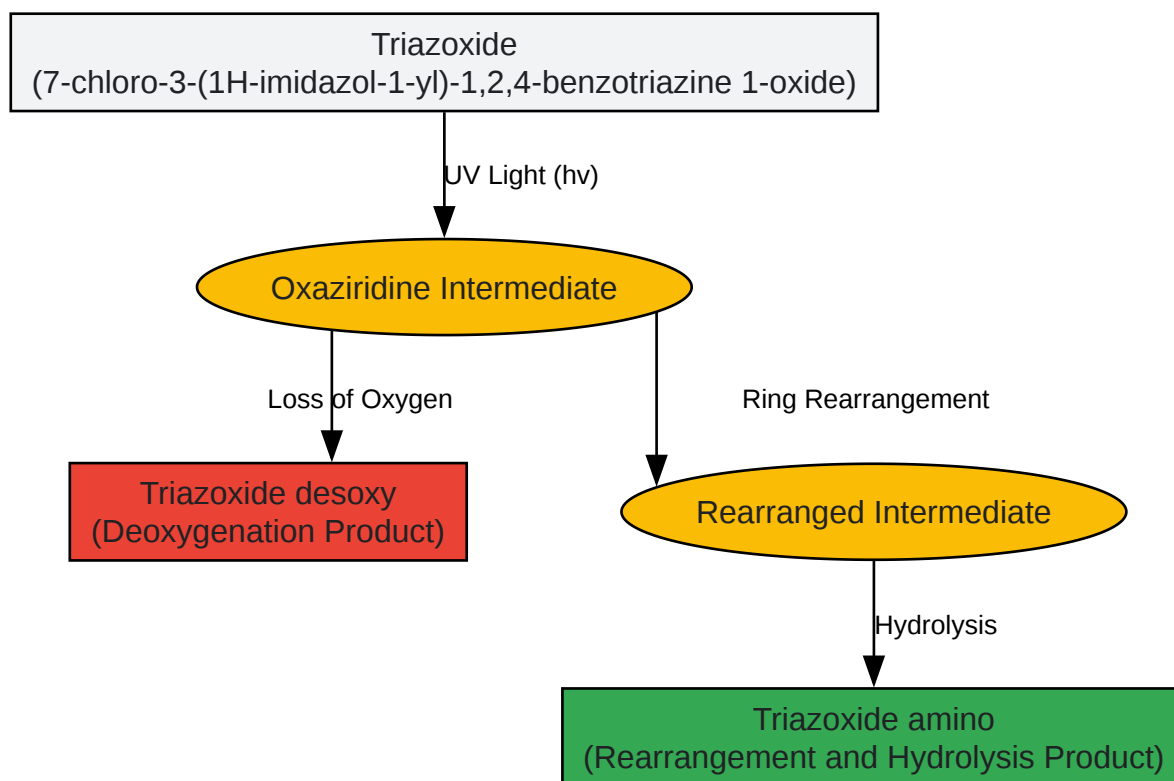 Triazoxide
(7-chloro-3-(1H-imidazol-1-yl)-1,2,4-benzotriazine 1-oxide)
UV Light (hv)
Oxaziridine Intermediate
Loss of Oxygen
Ring Rearrangement
Triazoxide desoxy
(Deoxygenation Product)
Rearranged Intermediate
Hydrolysis
Triazoxide amino
(Rearrangement and Hydrolysis Product)